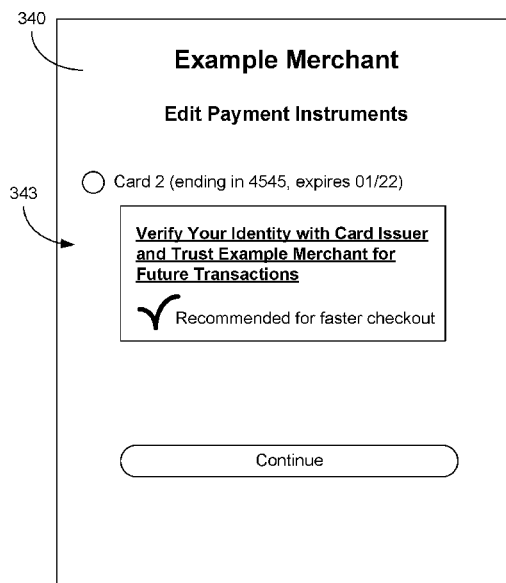 340
Example Merchant
Edit Payment Instruments
Card 2 (ending in 4545, expires 01/22)
343
Verify Your Identity with Card Issuer
and Trust Example Merchant for
Future Transactions
Recommended for faster checkout
Continue